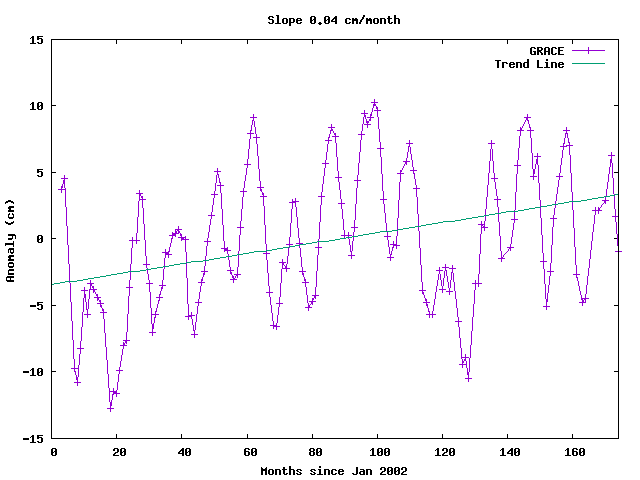 Slope 0.04 cm/month
GRACE
Trend Line
15
10
5
0
-5
-10
-15
Anomaly (cm)
0 20 40 60 80 100 120 140 160
Months since Jan 2002